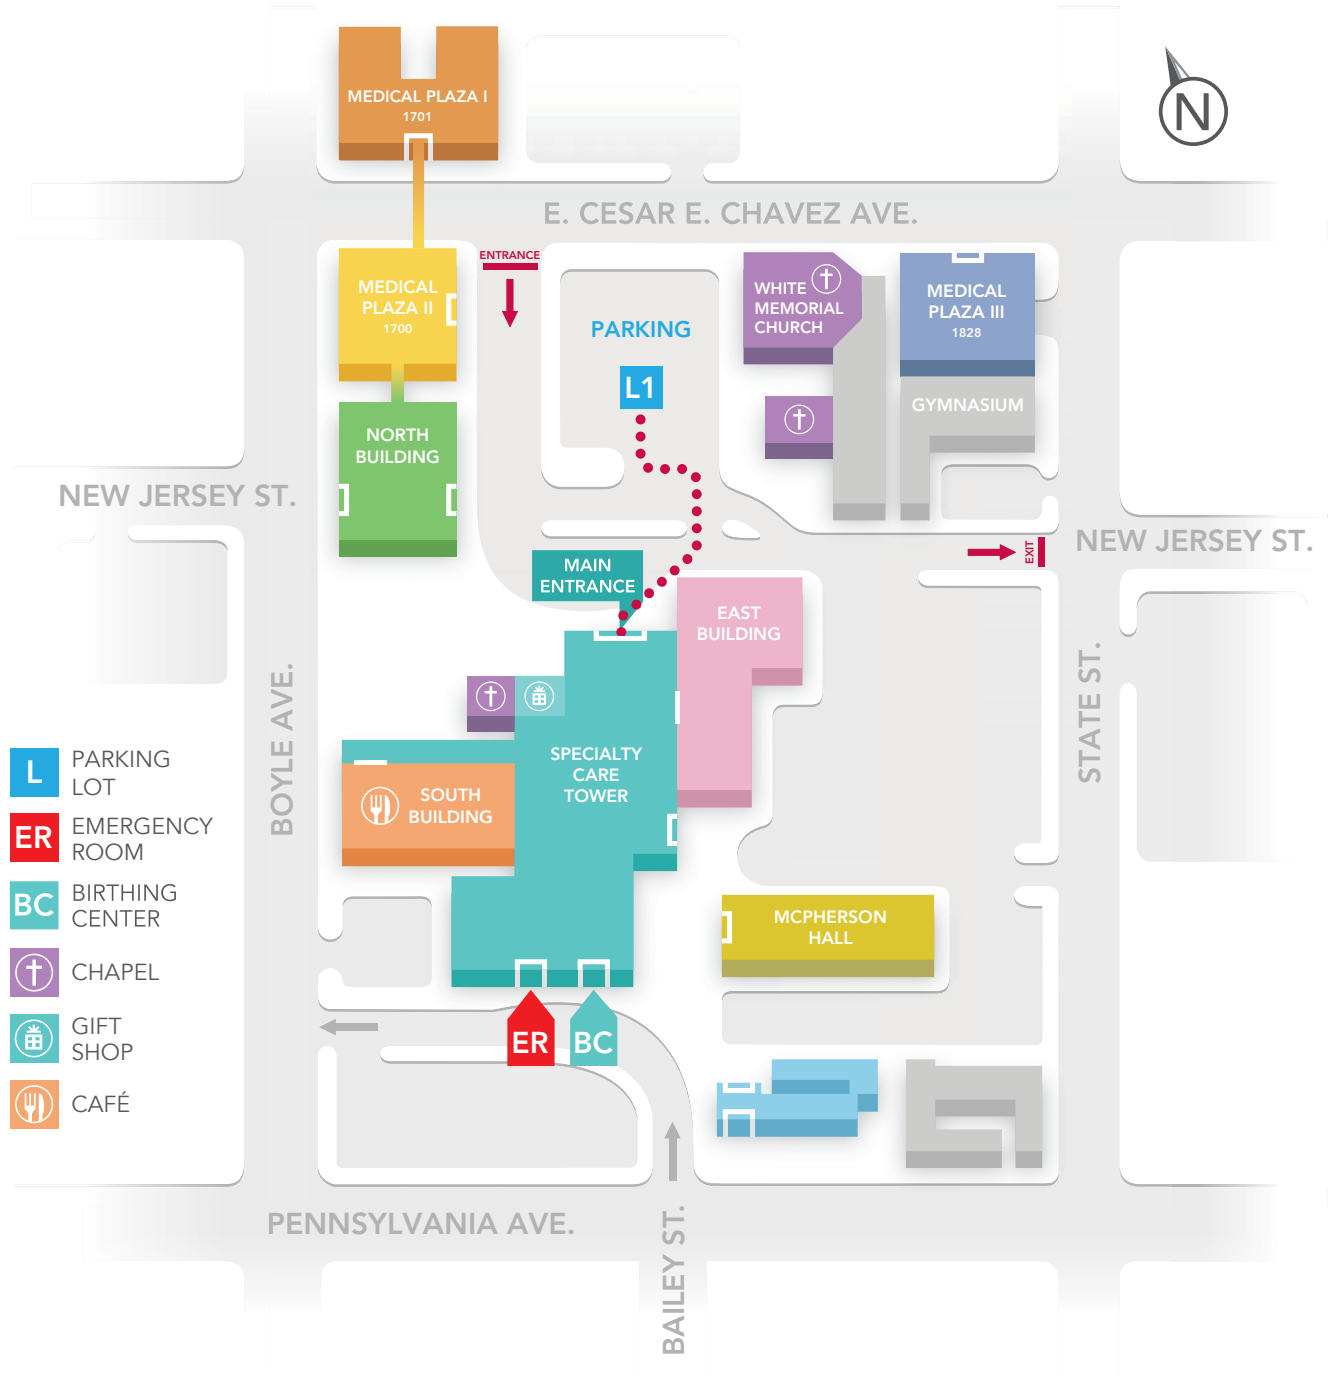 MEDICAL PLAZA I
1701
N
E. CESAR E. CHAVEZ AVE.
ENTRANCE
MEDICAL
PLAZA II
1700
PARKING
L1
WHITE
MEMORIAL
CHURCH
MEDICAL
PLAZA III
1828
GYMNASIUM
NORTH
BUILDING
NEW JERSEY ST.
NEW JERSEY ST.
EXIT
MAIN
ENTRANCE
EAST
BUILDING
BOYLE AVE.
STATE ST.
SPECIALTY
CARE
TOWER
SOUTH
BUILDING
MCPHERSON
HALL
L
PARKING
LOT
ER
EMERGENCY
ROOM
BC
BIRTHING
CENTER
CHAPEL
GIFT
SHOP
CAFÉ
ER
BC
PENNSYLVANIA AVE.
BAILEY ST.